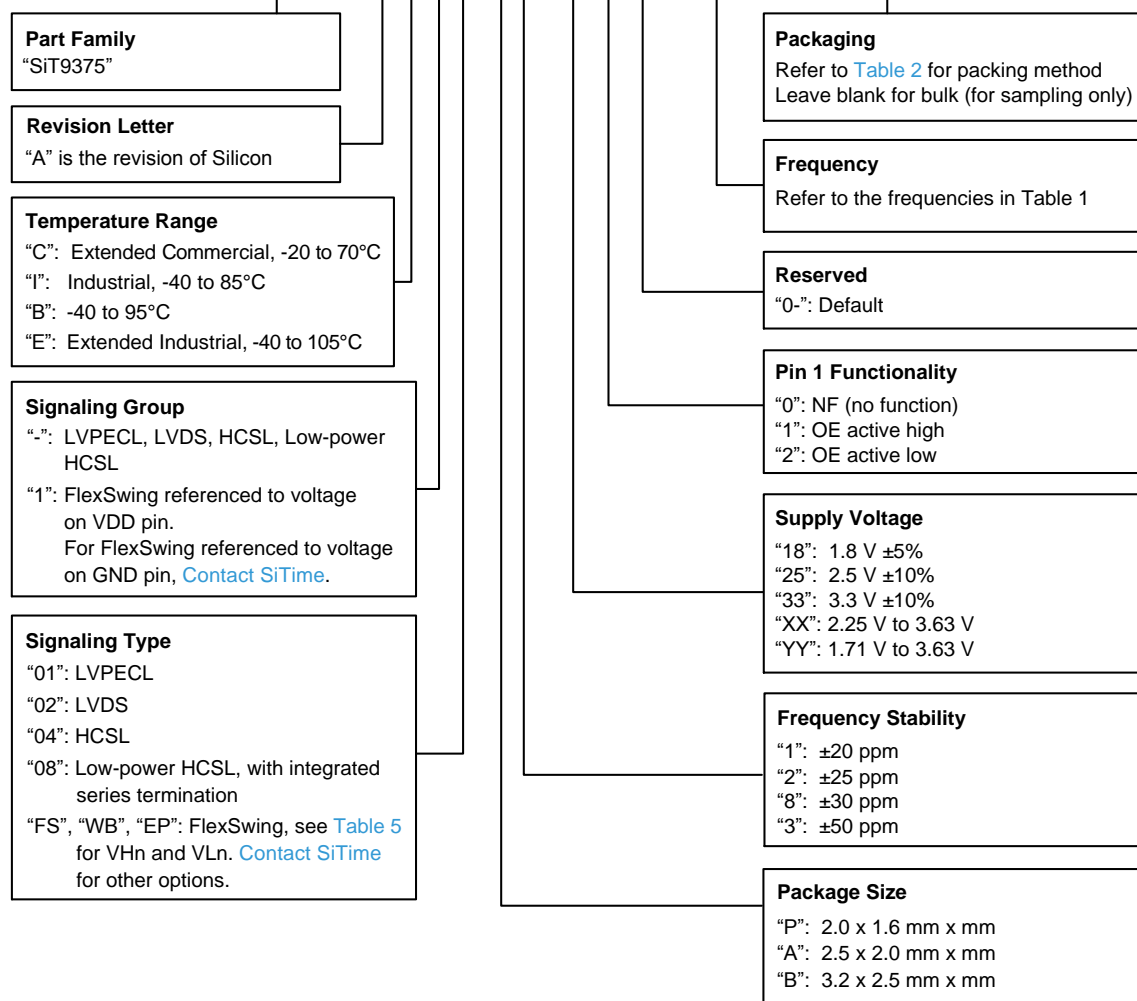 Part Family
“SiT9375”
Revision Letter
“A” is the revision of Silicon
Temperature Range
“C”: Extended Commercial, -20 to 70°C
“I”: Industrial, -40 to 85°C
“B”: -40 to 95°C
“E”: Extended Industrial, -40 to 105°C
Signaling Group
“-”: LVPECL, LVDS, HCSL, Low-power
HCSL
“1”: FlexSwing referenced to voltage
on VDD pin.
For FlexSwing referenced to voltage
on GND pin, Contact SiTime.
Signaling Type
“01”: LVPECL
“02”: LVDS
“04”: HCSL
“08”: Low-power HCSL, with integrated
series termination
“FS”, “WB”, “EP”: FlexSwing, see Table 5
for VHn and VLn. Contact SiTime
for other options.
Packaging
Refer to Table 2 for packing method
Leave blank for bulk (for sampling only)
Frequency
Refer to the frequencies in Table 1
Reserved
“0-”: Default
Pin 1 Functionality
“0”: NF (no function)
“1”: OE active high
“2”: OE active low
Supply Voltage
“18”: 1.8 V ±5%
“25”: 2.5 V ±10%
“33”: 3.3 V ±10%
“XX”: 2.25 V to 3.63 V
“YY”: 1.71 V to 3.63 V
Frequency Stability
“1”: ±20 ppm
“2”: ±25 ppm
“8”: ±30 ppm
“3”: ±50 ppm
Package Size
“P”: 2.0 x 1.6 mm x mm
“A”: 2.5 x 2.0 mm x mm
“B”: 3.2 x 2.5 mm x mm